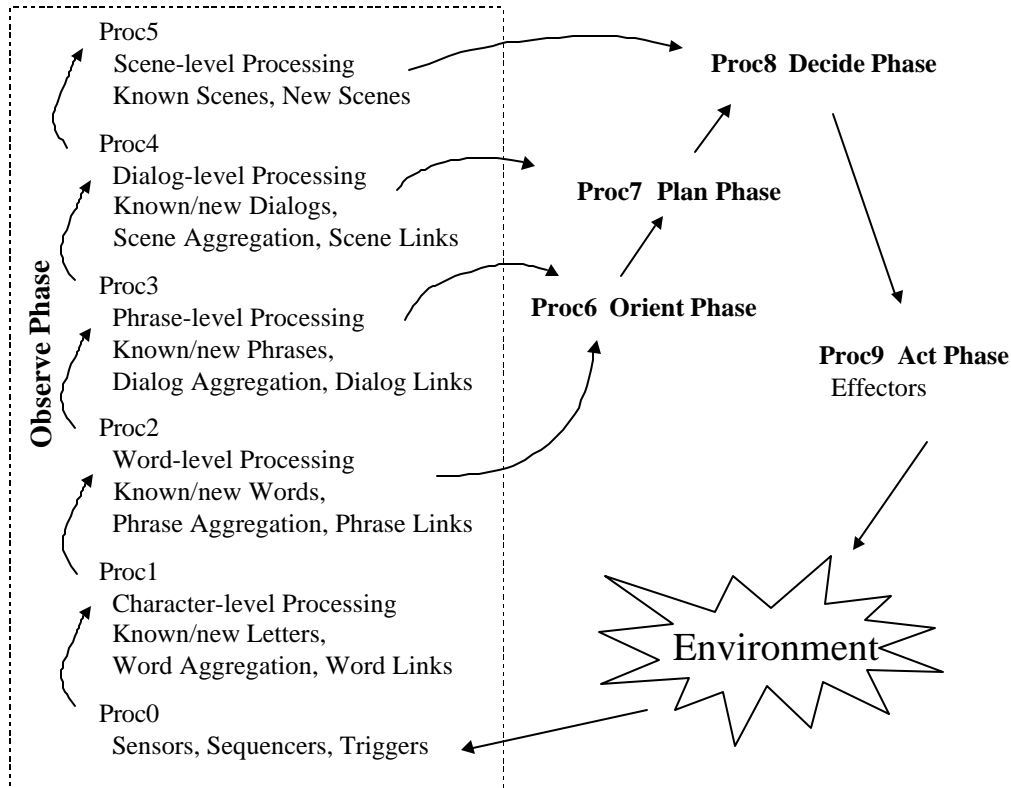 Observe Phase
Proc5
Scene-level Processing
Known Scenes, New Scenes
Proc4
Dialog-level Processing
Known/new Dialogs,
Scene Aggregation, Scene Links
Proc3
Phrase-level Processing
Known/new Phrases,
Dialog Aggregation, Dialog Links
Proc2
Word-level Processing
Known/new Words,
Phrase Aggregation, Phrase Links
Proc1
Character-level Processing
Known/new Letters,
Word Aggregation, Word Links
Proc0
Sensors, Sequencers, Triggers
Proc6 Orient Phase
Proc7 Plan Phase
Proc8 Decide Phase
Proc9 Act Phase
Effectors
Environment